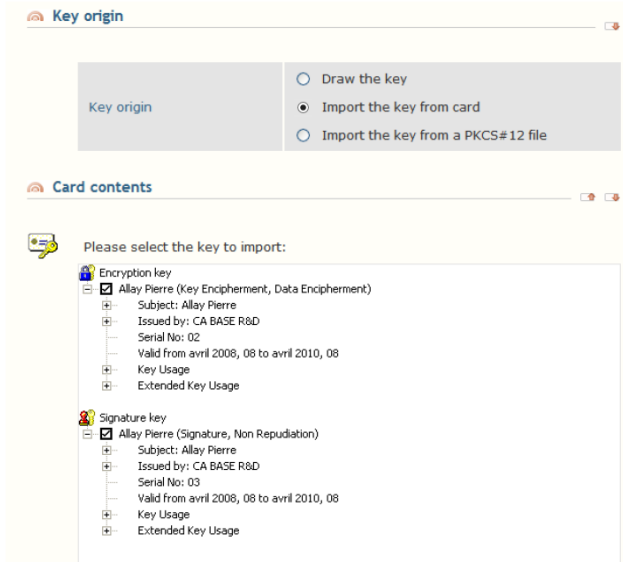 Key origin
Draw the key
Key origin
Import the key from card
Import the key from a PKCS#12 file
Card contents
Please select the key to import:
Encryption key
Allay Pierre (Key Encipherment, Data Encipherment)
Subject: Allay Pierre
Issued by: CA BASE R&D
Serial No: 02
Valid from avril 2008, 08 to avril 2010, 08
Key Usage
Extended Key Usage
Signature key
Allay Pierre (Signature, Non Repudiation)
Subject: Allay Pierre
Issued by: CA BASE R&D
Serial No: 03
Valid from avril 2008, 08 to avril 2010, 08
Key Usage
Extended Key Usage